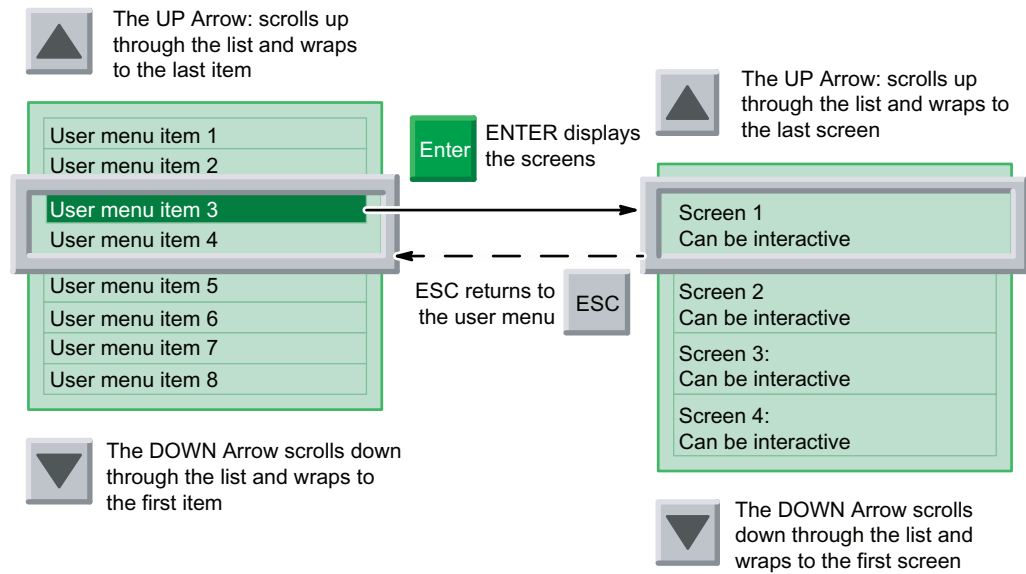 The UP Arrow: scrolls up
through the list and wraps
to the last item
User menu item 1
User menu item 2
User menu item 3
User menu item 4
User menu item 5
User menu item 6
User menu item 7
User menu item 8
The DOWN Arrow scrolls down
through the list and wraps to
the first item
Enter
ENTER displays
the screens
ESC returns to
the user menu
ESC
The UP Arrow: scrolls up
through the list and wraps to
the last screen
Screen 1
Can be interactive
Screen 2
Can be interactive
Screen 3:
Can be interactive
Screen 4:
Can be interactive
The DOWN Arrow scrolls
down through the list and
wraps to the first screen